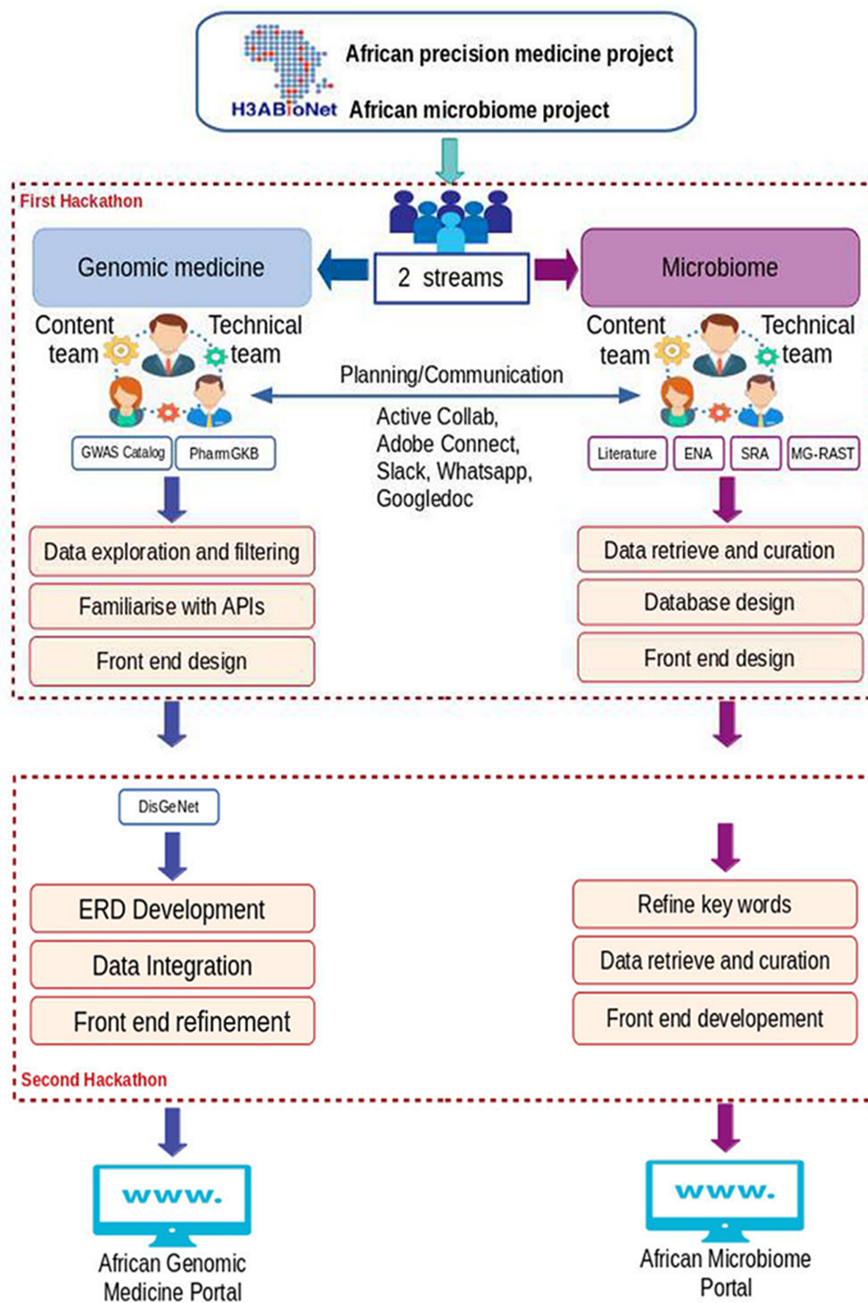 African precision medicine project
H3ABioNet
African microbiome project
First Hackathon
Genomic medicine
2 streams
Microbiome
Content
team
Technical
team
Content
team
Technical
team
Planning/Communication
Active Collab,
Adobe Connect,
Slack, Whatsapp,
Googledoc
GWAS Catalog
PharmGKB
Literature
ENA
SRA
MG-RAST
Data exploration and filtering
Familiarise with APIs
Front end design
Data retrieve and curation
Database design
Front end design
DisGeNet
ERD Development
Data Integration
Front end refinement
Refine key words
Data retrieve and curation
Front end developement
Second Hackathon
www.
www.
African Genomic
Medicine Portal
African Microbiome
Portal